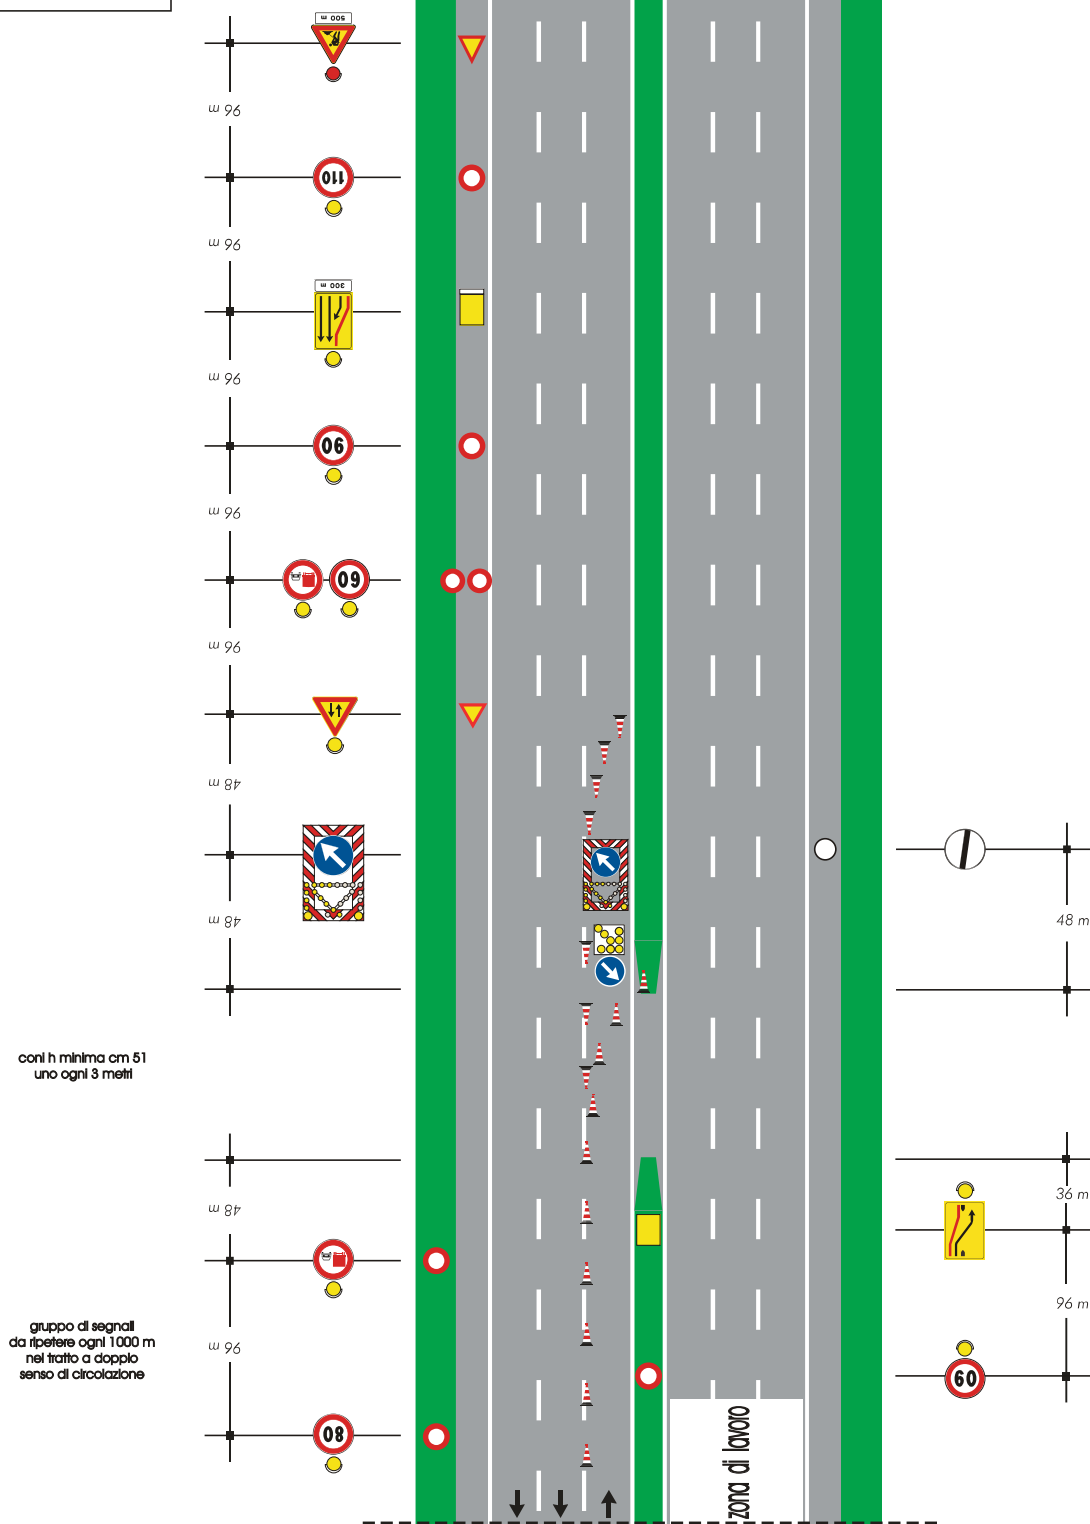 500 m
96 m
110
96 m
300 m
96 m
90
96 m
60
96 m
48 m
48 m
48 m
coni h minima cm 51
uno ogni 3 metri
36 m
48 m
96 m
gruppo di segnali
da ripetere ogni 1000 m
nel tratto a doppio
senso di circolazione
96 m
60
80
zona di lavoro